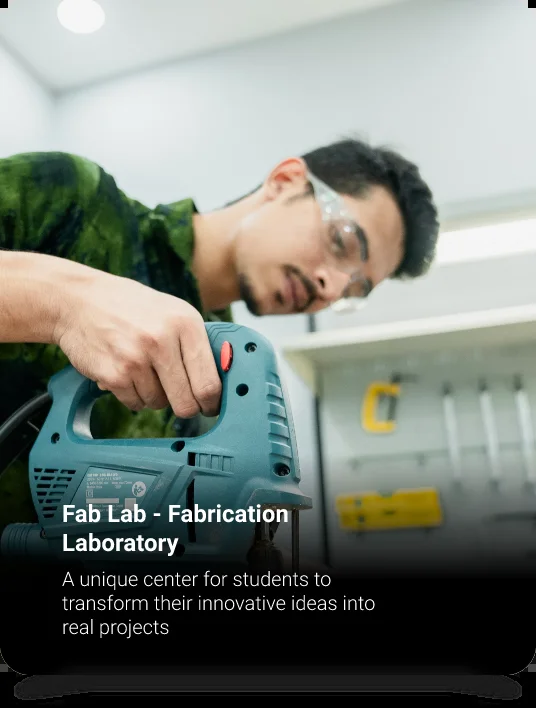 Fab Lab - Fabrication
Laboratory
A unique center for students to
transform their innovative ideas into
real projects